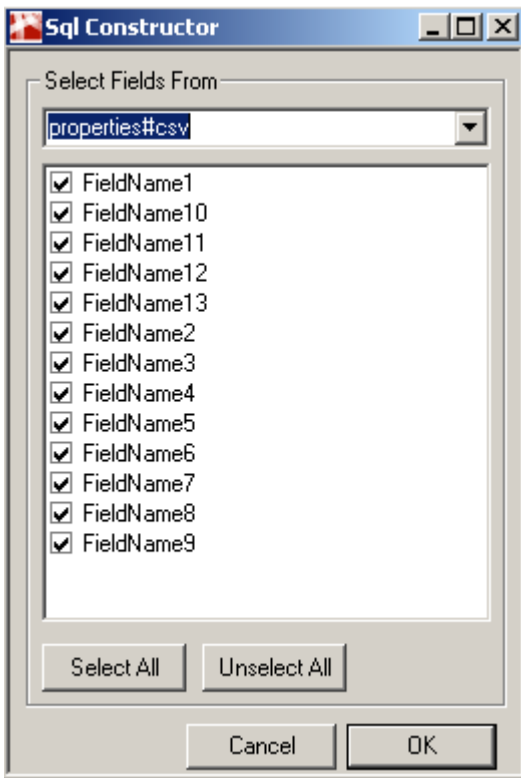 Sql Constructor
Select Fields From
properties#csv
FieldName1
FieldName10
FieldName11
FieldName12
FieldName13
FieldName2
FieldName3
FieldName4
FieldName5
FieldName6
FieldName7
FieldName8
FieldName9
Select All Unselect All
Cancel OK